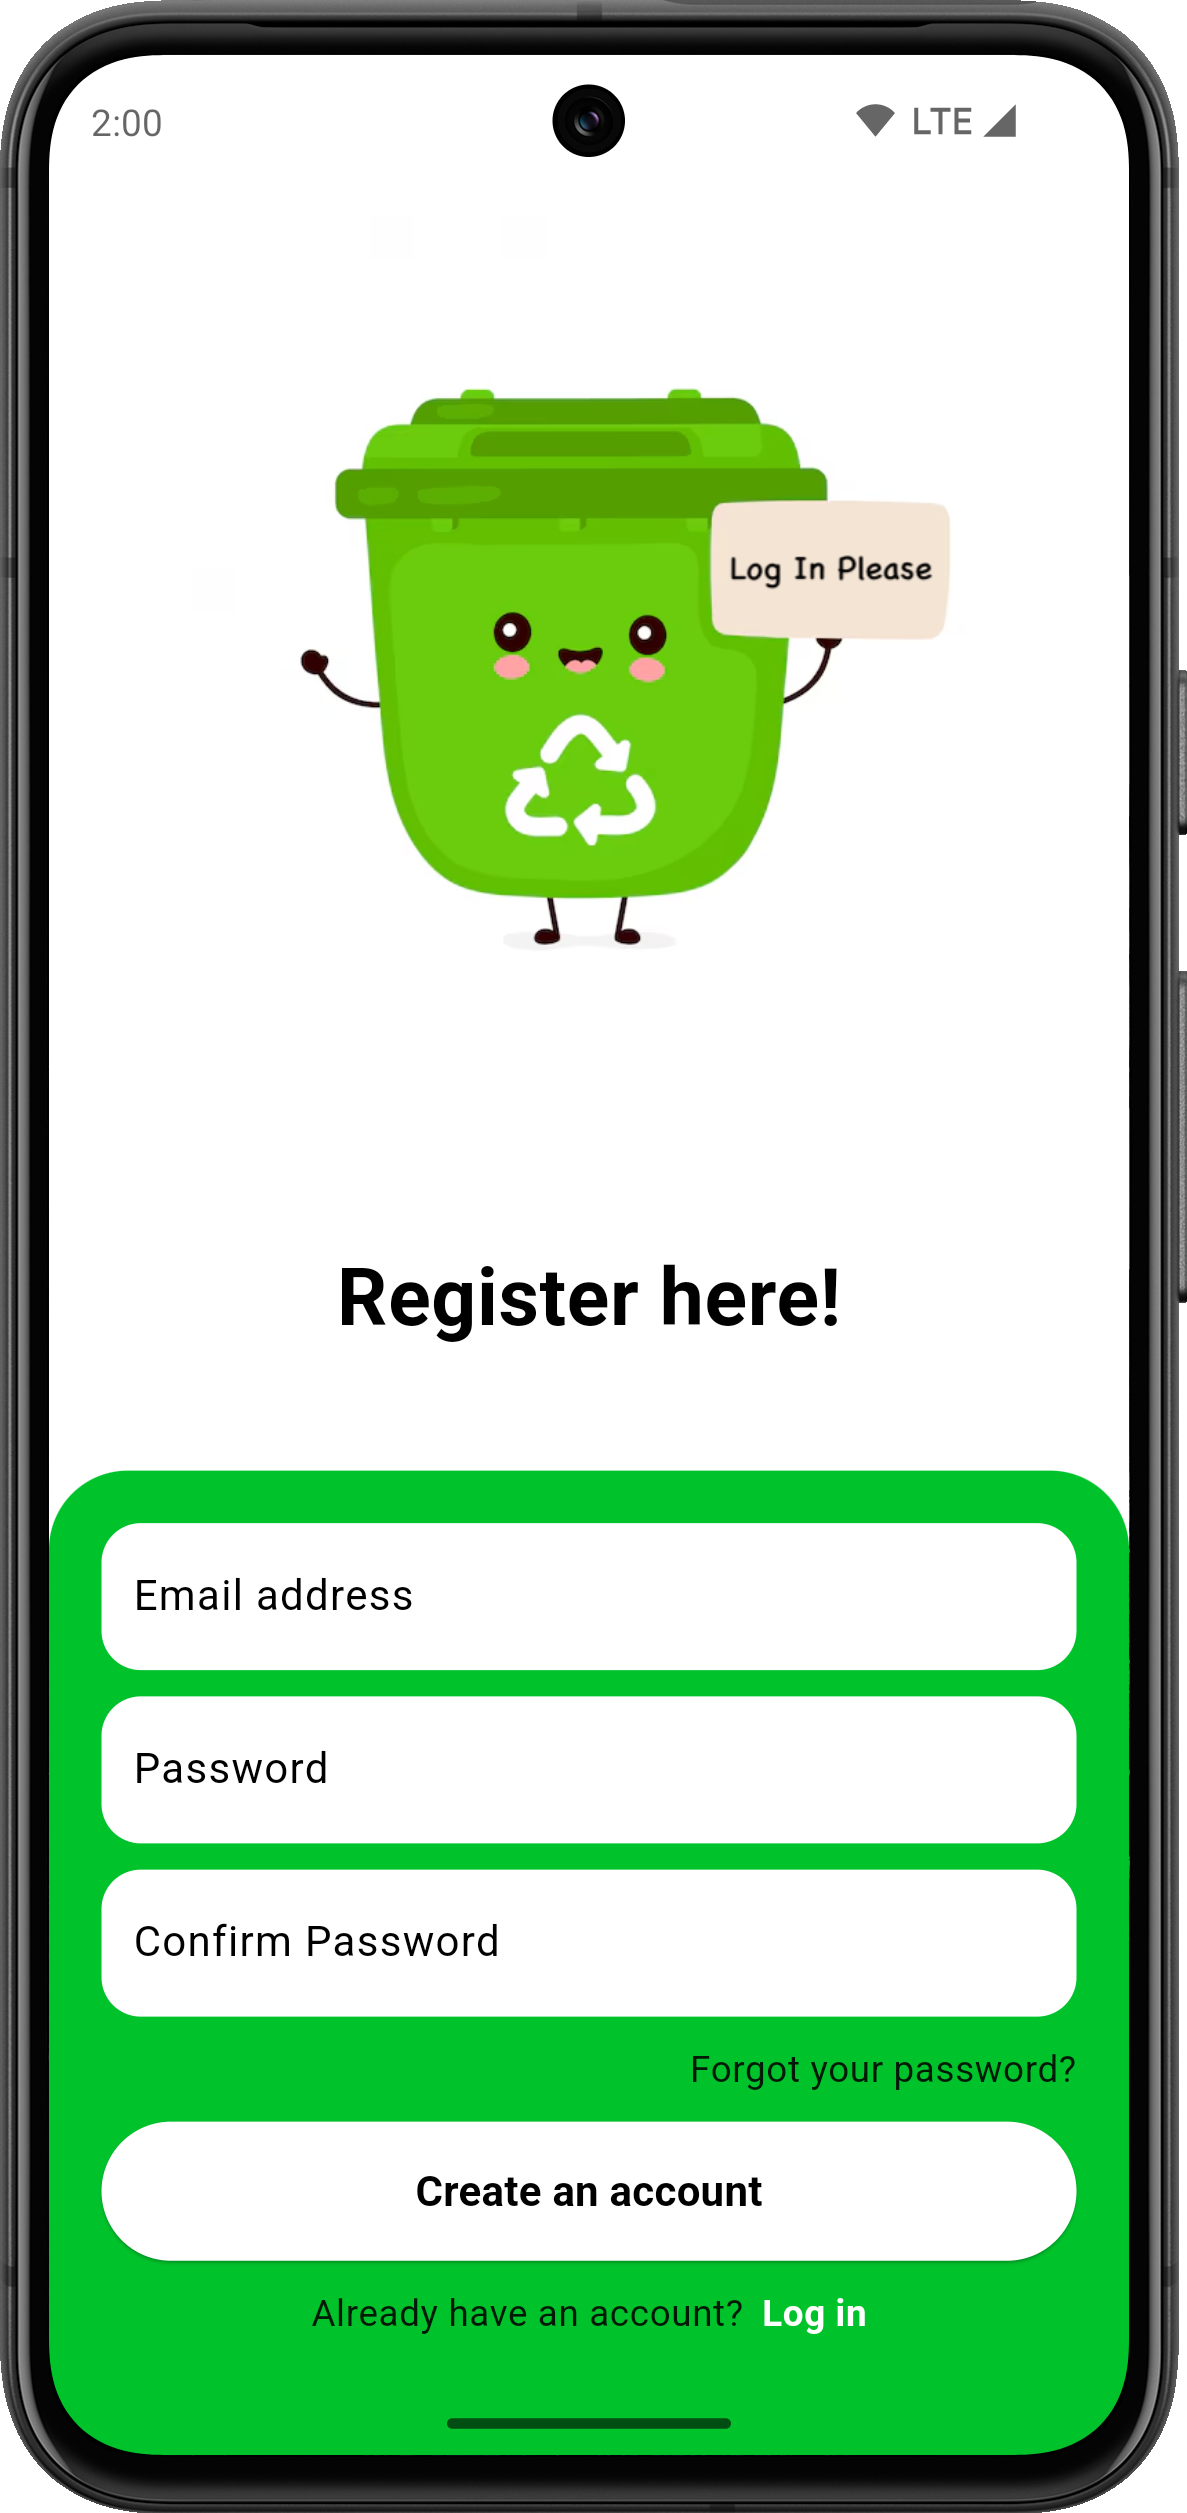 2:00 LTE
Log In Please
Register here!
Email address
Password
Confirm Password
Forgot your password?
Create an account
Already have an account? Log in